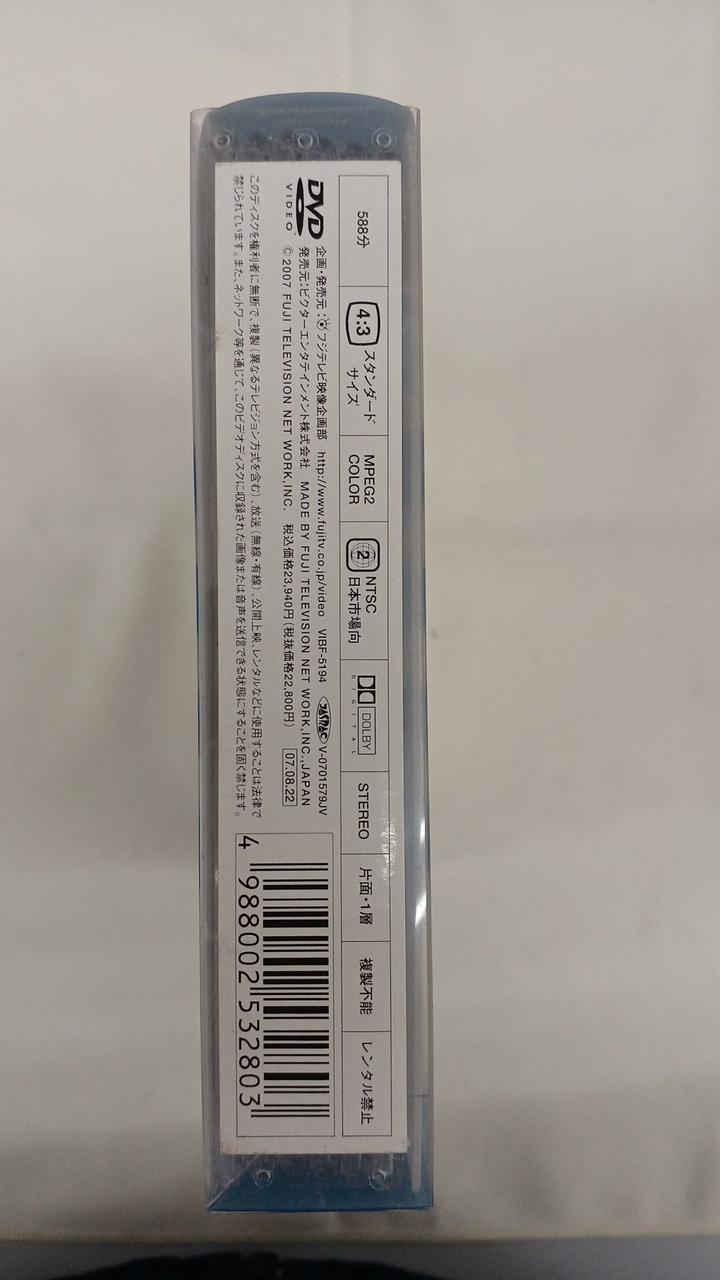 588分
4:3 スタンダード
サイズ
MPEG2
COLOR
2 NTSC
日本市場向
DOLBY
DIGITAL
STEREO
片面・1層
複製不能
レンタル禁止
DVD
VIDEO
企画・発売元:フジテレビ映像企画部 http://www.fujitv.co.jp/video VIBF-5194 JASRAC V-0701579JV
発売元:ビクターエンタテインメント株式会社 MADE BY FUJI TELEVISION NET WORK,INC.,JAPAN
©2007 FUJI TELEVISION NET WORK,INC. 税込価格23,940円(税抜価格22,800円) 07.08.22
このディスクを権利者に無断で、複製(異なるテレビジョン方式を含む)、放送(無線・有線)、公開上映、レンタルなどに使用することは法律で
禁じられています。また、ネットワーク等を通じて、このビデオディスクに収録された画像または音声を送信できる状態にすることを固く禁じます。
4 988002 532803